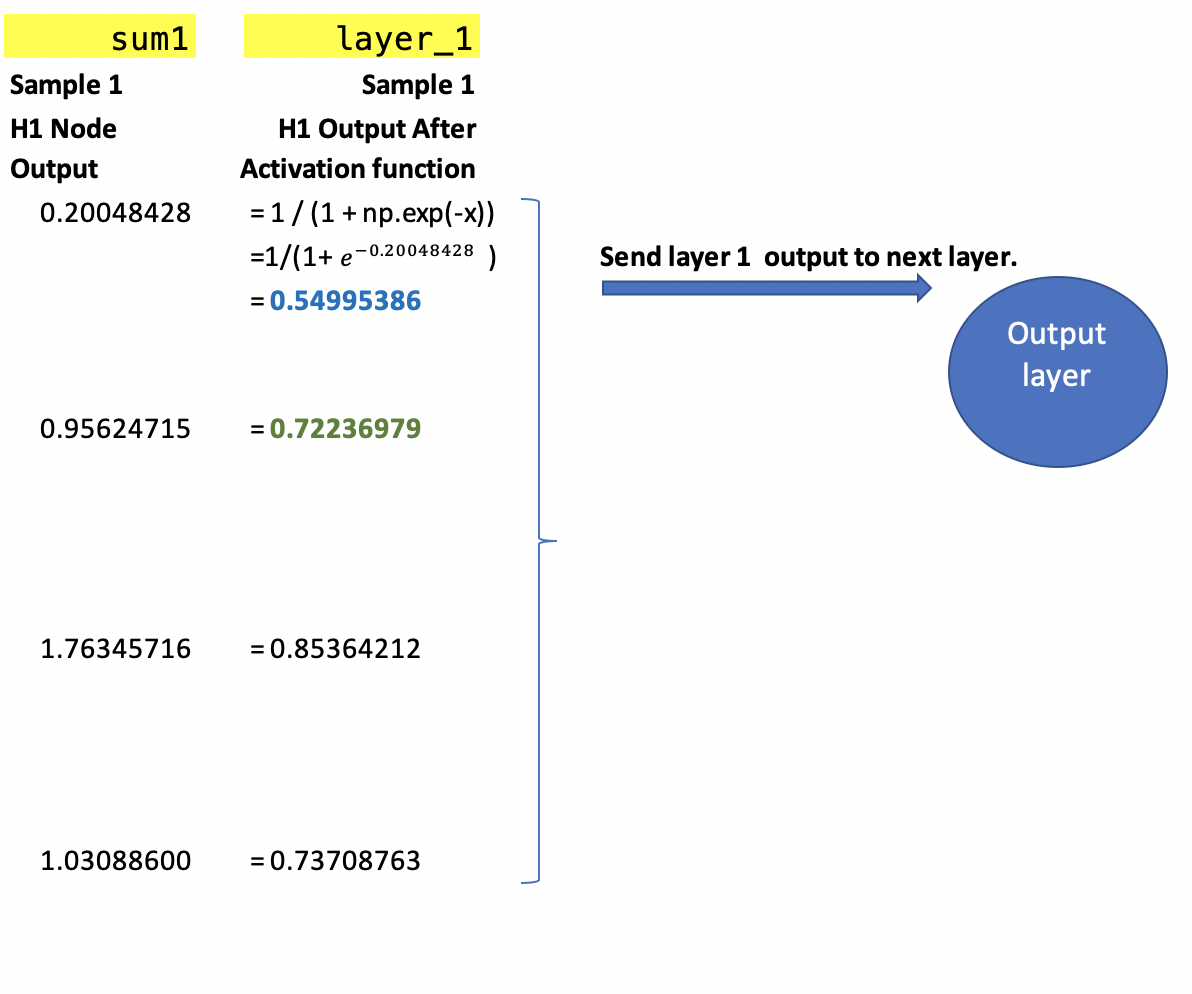 sum1 layer_1
Sample 1 Sample 1
H1 Node H1 Output After
Output Activation function
0.20048428 = 1 / (1 + np.exp(-x))
=1/(1+ e^−0.20048428 )
= 0.54995386
Send layer 1 output to next layer.
Output
layer
0.95624715 = 0.72236979
1.76345716 = 0.85364212
1.03088600 = 0.73708763